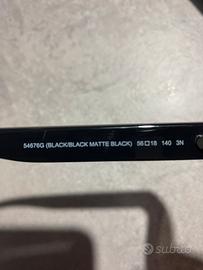 54676G (BLACK/BLACK MATTE BLACK) 56□18 140 3N
subito